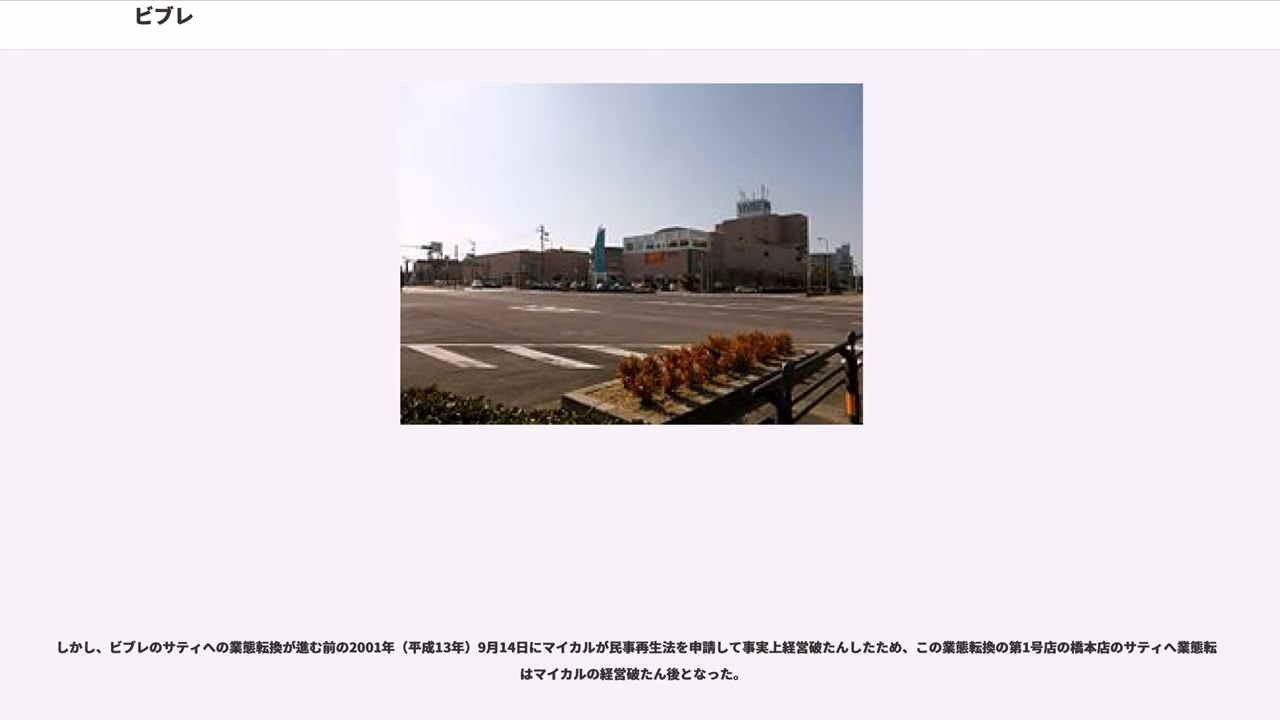 ビブレ
しかし、ビブレのサティへの業態転換が進む前の2001年（平成13年）9月14日にマイカルが民事再生法を申請して事実上経営破たんしたため、この業態転換の第1号店の橋本店のサティへ業態転
はマイカルの経営破たん後となった。